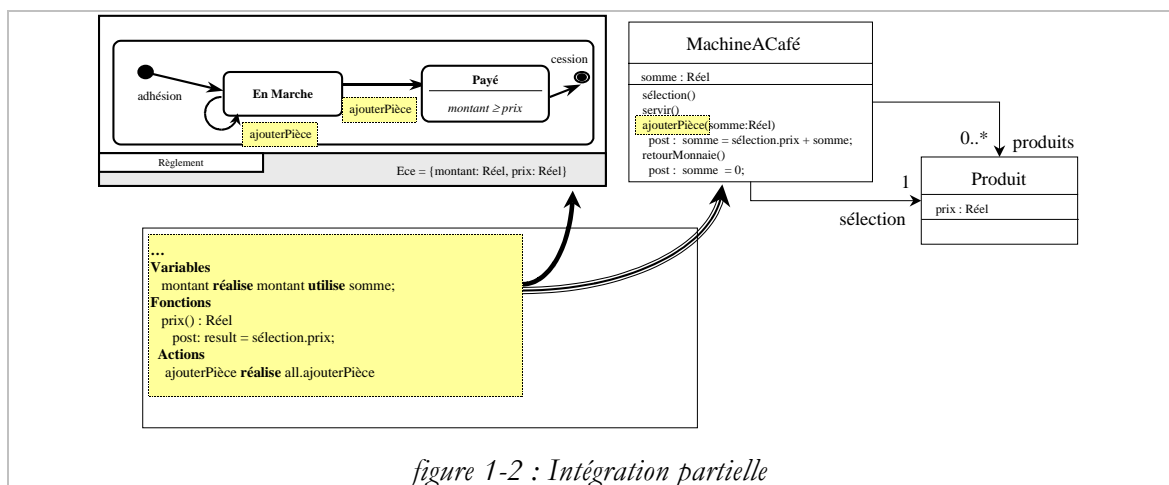 adhésion
En Marche
ajouterPièce
ajouterPièce
Payé
montant ≥ prix
cession
Règlement
Ece = {montant: Réel, prix: Réel}
MachineACafé
somme : Réel
sélection()
servir()
ajouterPièce(somme:Réel)
post : somme = sélection.prix + somme;
retourMonnaie()
post : somme = 0;
0..* produits
1
sélection
Produit
prix : Réel
...
Variables
montant réalise montant utilise somme;
Fonctions
prix() : Réel
post: result = sélection.prix;
Actions
ajouterPièce réalise all.ajouterPièce
figure 1-2 : Intégration partielle